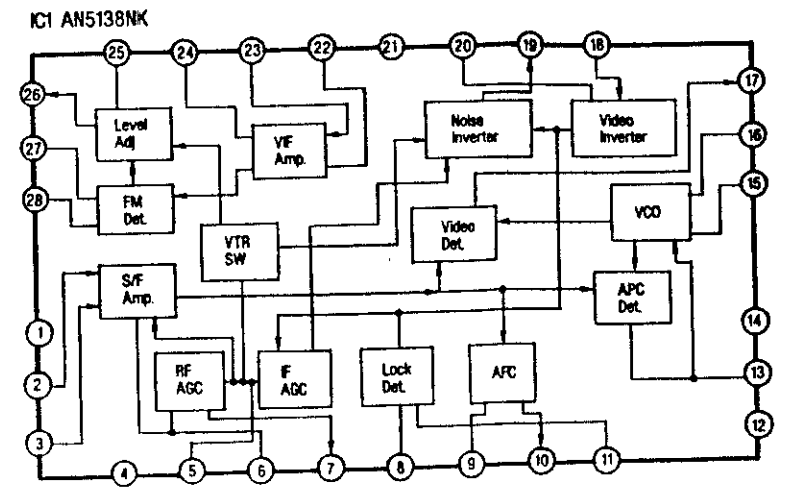 IC1 AN5138NK
25
24
23
22
21
20
19
18
17
26
Level
Adj
VIF
Amp.
Noise
Inverter
Video
Inverter
16
27
28
FM
Det.
VTR
SW
Video
Det.
VCO
15
S/F
Amp.
APC
Det.
1
14
2
RF
AGC
IF
AGC
Lock
Det.
AFC
13
3
12
4
5
6
7
8
9
10
11